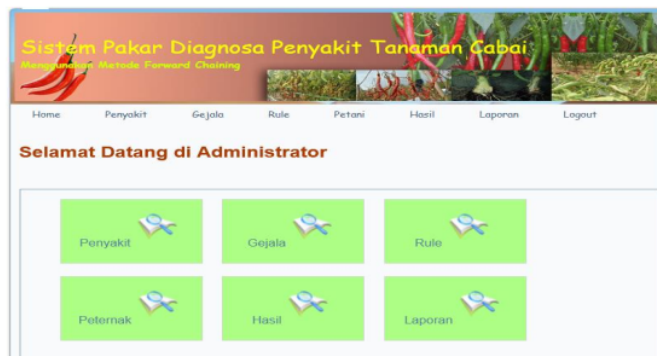 Sistem Pakar Diagnosa Penyakit Tanaman Cabai
Menggunakan Metode Forward Chaining
Home Penyakit Gejala Rule Petani Hasil Laporan Logout
Selamat Datang di Administrator
Penyakit Gejala Rule
Peternak Hasil Laporan